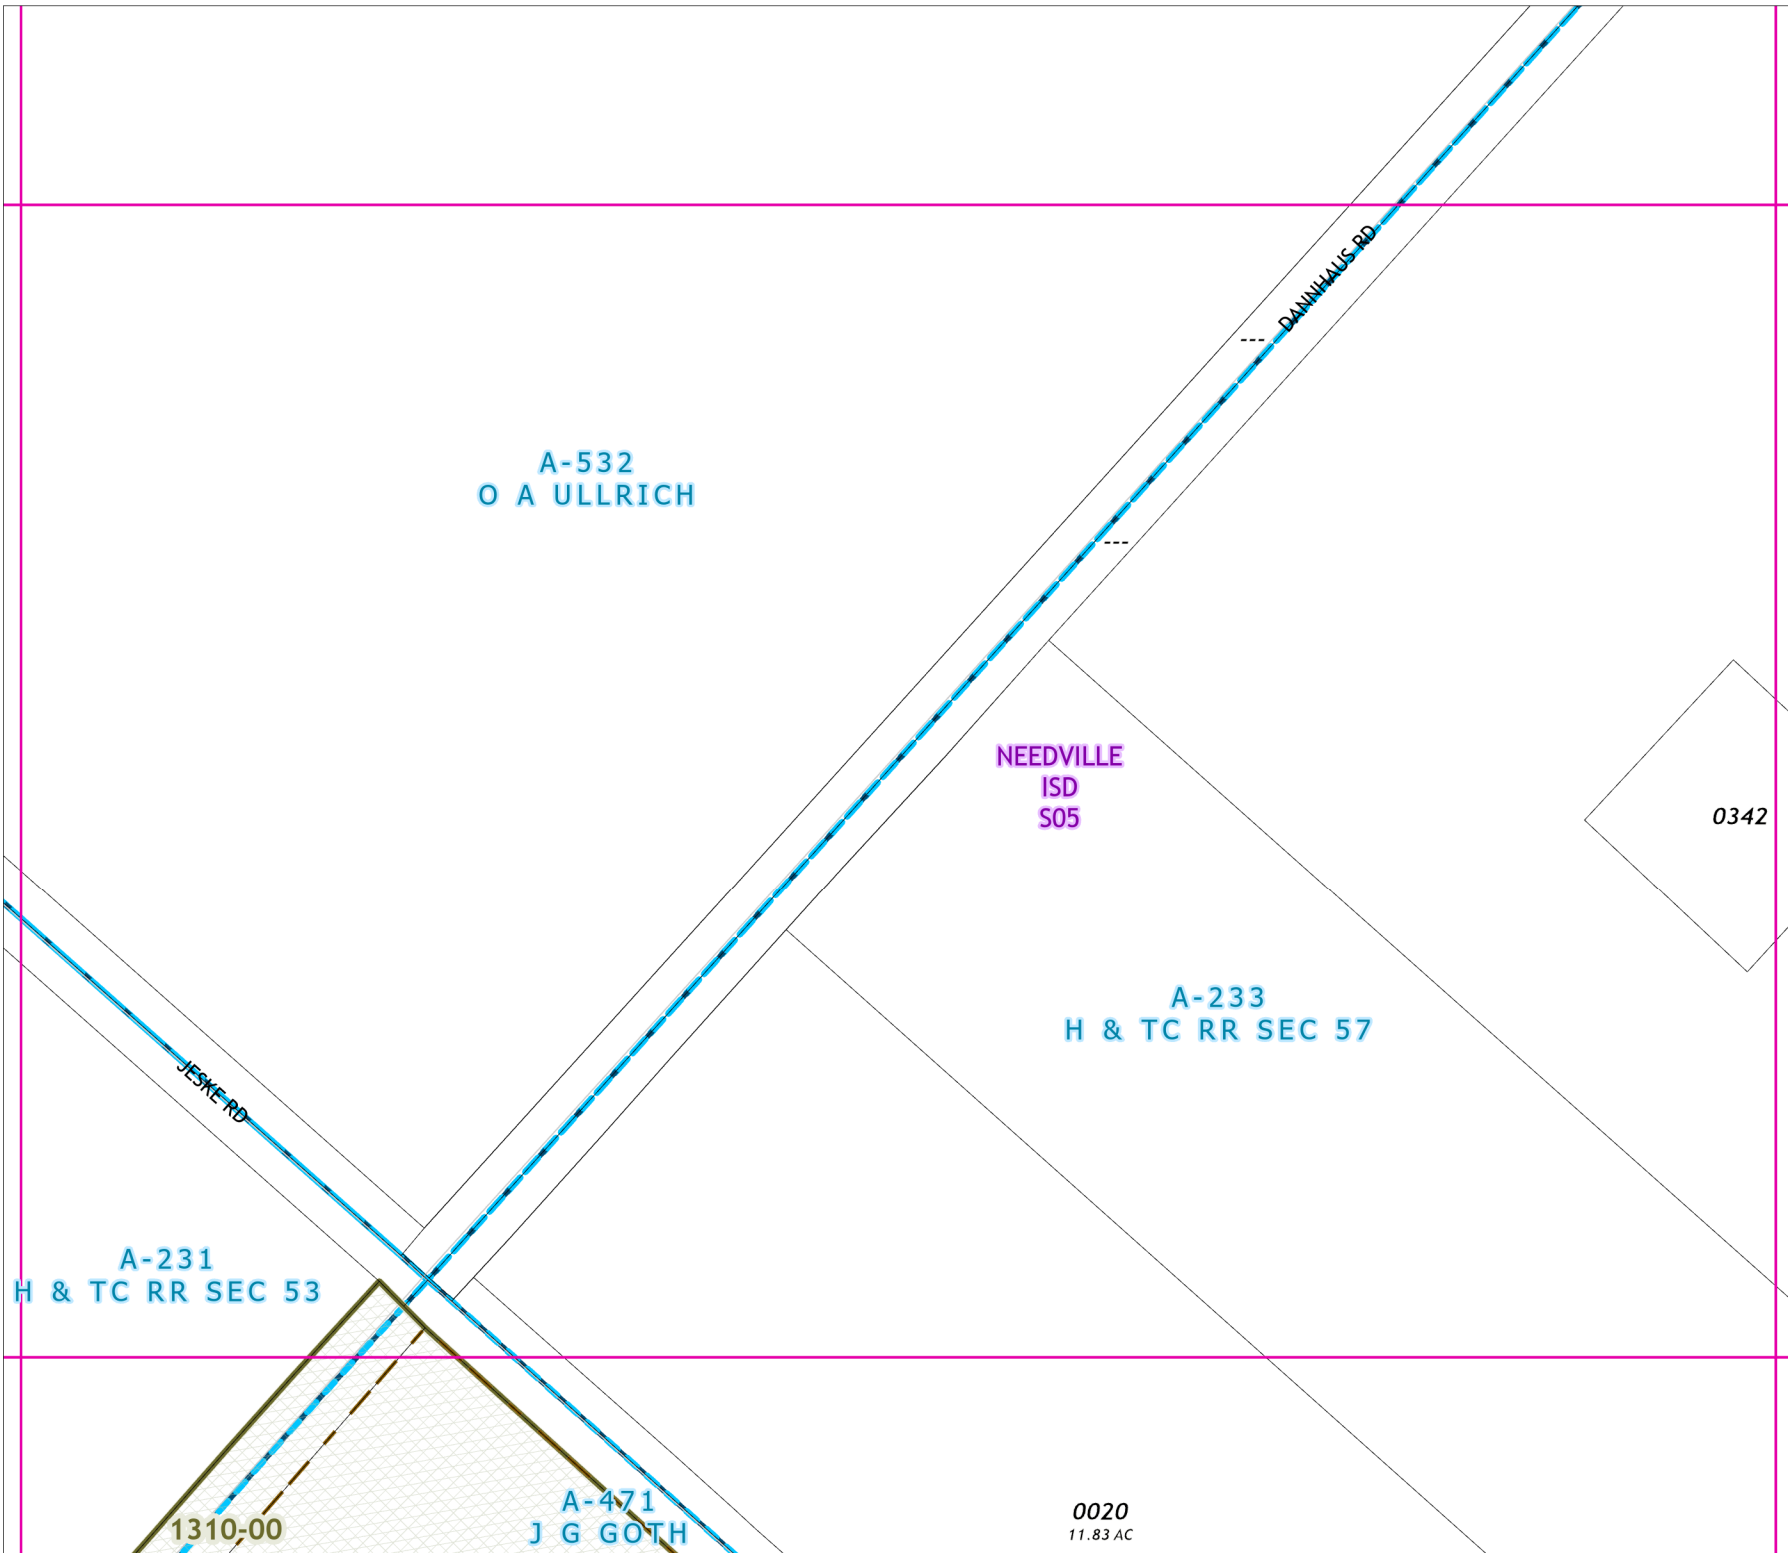 DANNHAUS RD
A-532
O A ULLRICH
NEEDVILLE
ISD
S05
0342
A-233
H & TC RR SEC 57
JESKE RD
A-231
H & TC RR SEC 53
A-471
J G GOTH
1310-00
0020
11.83 AC